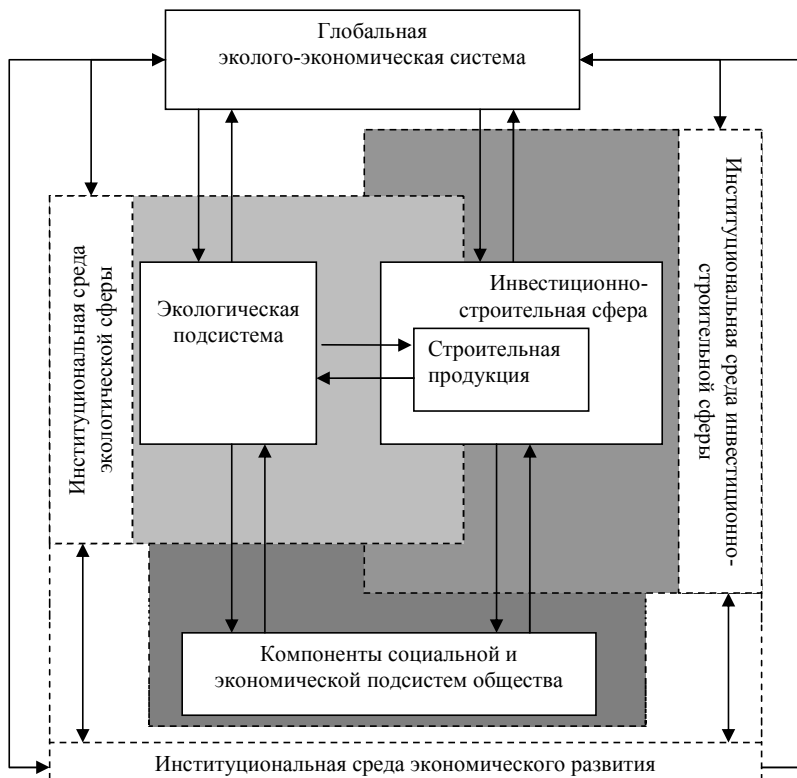 Глобальная
эколого-экономическая система
Институциональная среда
экологической сферы
Экологическая
подсистема
Инвестиционно-
строительная сфера
Строительная
продукция
Институциональная среда инвестиционно-
строительной сферы
Компоненты социальной и
экономической подсистем общества
Институциональная среда экономического развития